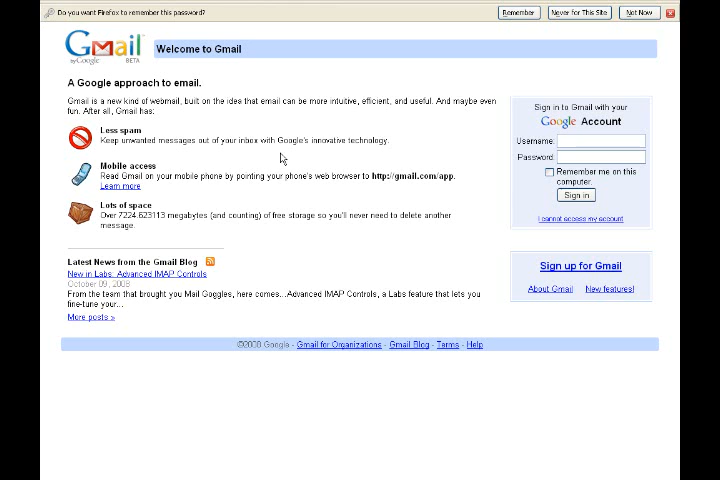 Do you want Firefox to remember this password?
Remember
Never for This Site
Not Now
Gmail
by Google
BETA
Welcome to Gmail
A Google approach to email.
Gmail is a new kind of webmail, built on the idea that email can be more intuitive, efficient, and useful. And maybe even
fun. After all, Gmail has:
Less spam
Keep unwanted messages out of your inbox with Google's innovative technology.
Mobile access
Read Gmail on your mobile phone by pointing your phone's web browser to http://gmail.com/app.
Learn more
Lots of space
Over 7224.623113 megabytes (and counting) of free storage so you'll never need to delete another
message.
Latest News from the Gmail Blog
New in Labs: Advanced IMAP Controls
October 09, 2008
From the team that brought you Mail Goggles, here comes...Advanced IMAP Controls, a Labs feature that lets you
fine-tune your...
More posts »
Sign in to Gmail with your
Google Account
Username:
Password:
Remember me on this
computer.
Sign in
I cannot access my account
Sign up for Gmail
About Gmail
New features!
©2008 Google - Gmail for Organizations - Gmail Blog - Terms - Help